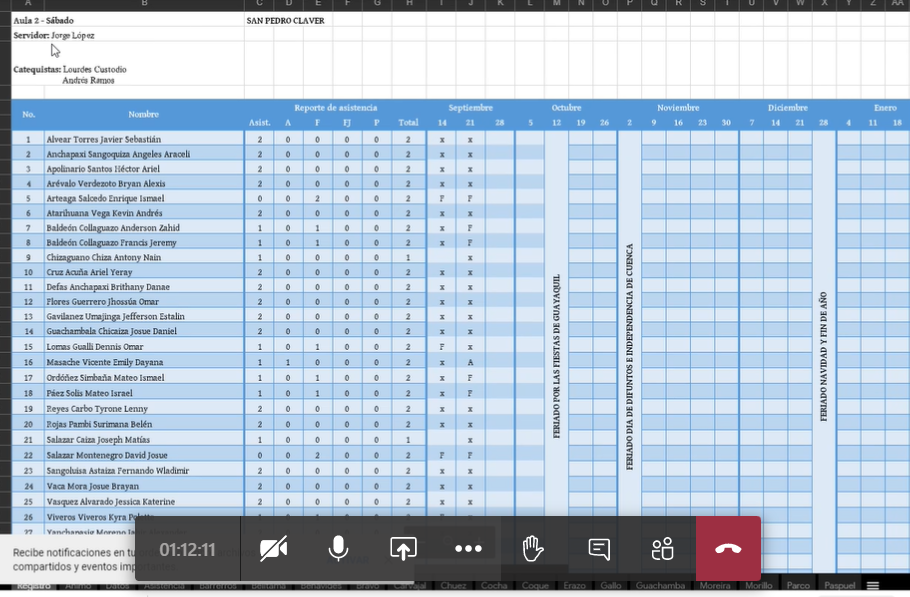 A B C D E F G H I J K L M N O P Q R S T U V W X Y Z AA
Aula 2 - Sábado SAN PEDRO CLAVER
Servidor: Jorge López
Catequistas: Lourdes Custodio
Andrés Ramos
No. Nombre Reporte de asistencia Septiembre Octubre Noviembre Diciembre Enero
Asist. A F FJ P Total 14 21 28 5 12 19 26 2 9 16 23 30 7 14 21 28 4 11 18
1 Alvear Torres Javier Sebastián 2 0 0 0 0 2 x x
2 Anchapaxi Sangoquiza Angeles Araceli 2 0 0 0 0 2 x x
3 Apolinario Santos Héctor Ariel 2 0 0 0 0 2 x x
4 Arévalo Verdezoto Bryan Alexis 2 0 0 0 0 2 x x
5 Arteaga Salcedo Enrique Ismael 0 0 2 0 0 2 F F
6 Atarihuana Vega Kevin Andrés 2 0 0 0 0 2 x x
7 Baldeón Collaguazo Anderson Zahid 1 0 1 0 0 2 x F
8 Baldeón Collaguazo Francis Jeremy 1 0 1 0 0 2 x F
9 Chizaguano Chiza Antony Nain 1 0 0 0 0 1 x
10 Cruz Acuña Ariel Yeray 2 0 0 0 0 2 x x
11 Defas Anchapaxi Brithany Danae 2 0 0 0 0 2 x x
12 Flores Guerrero Jhossúa Omar 2 0 0 0 0 2 x x
13 Gavilanez Umajinga Jefferson Estalin 2 0 0 0 0 2 x x
14 Guachambala Chicaiza Josue Daniel 2 0 0 0 0 2 x x
15 Lomas Gualli Dennis Omar 1 0 1 0 0 2 F x
16 Masache Vicente Emily Dayana 1 1 0 0 0 2 x A
17 Ordóñez Simbaña Mateo Ismael 1 0 1 0 0 2 x F
18 Páez Solis Mateo Israel 1 0 1 0 0 2 x F
19 Reyes Carbo Tyrone Lenny 2 0 0 0 0 2 x x
20 Rojas Pambi Surimana Belén 2 0 0 0 0 2 x x
21 Salazar Caiza Joseph Matías 1 0 0 0 0 1 x
22 Salazar Montenegro David Josue 0 0 2 0 0 2 F F
23 Sangoluisa Astaiza Fernando Wladimir 2 0 0 0 0 2 x x
24 Vaca Mora Josue Brayan 2 0 0 0 0 2 x x
25 Vasquez Alvarado Jessica Katerine 2 0 0 0 0 2 x x
26 Viveros Viveros Kyra
27 Yanchapaxig Moreno
FERIADO POR LAS FIESTAS DE GUAYAQUIL
FERIADO DIA DE DIFUNTOS E INDEPENDENCIA DE CUENCA
FERIADO NAVIDAD Y FIN DE AÑO
01:12:11
Recibe notificaciones en tu
compartidos y eventos
Registro Animo Datos Asistencia Barreiros Benavides Bravo Carvajal Chuez Cocha Coque Erazo Gallo Guachamba Moreira Morillo Parco Paspuel